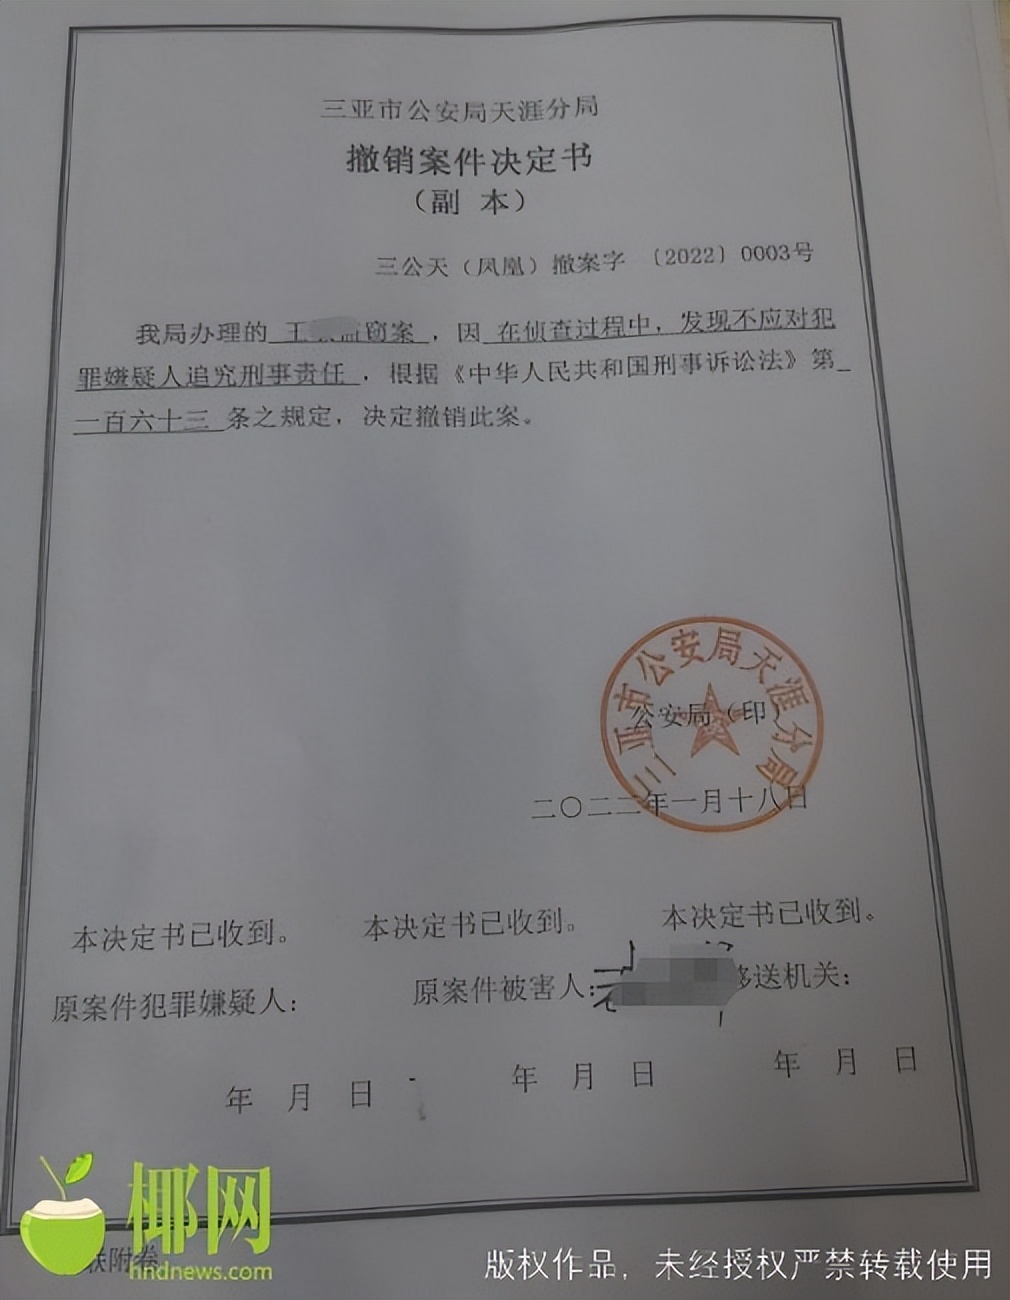 三亚市公安局天涯分局
撤销案件决定书
（副 本）
三公天（凤凰）撤案字 〔2022〕0003号
我局办理的 王 盗窃案 ，因 在侦查过程中，发现不应对犯
罪嫌疑人追究刑事责任 ，根据《中华人民共和国刑事诉讼法》第
一百六十三 条之规定，决定撤销此案。
三亚市公安局天涯分局
公安局（印）
二〇二二年一月十八日
本决定书已收到。 本决定书已收到。 本决定书已收到。
原案件犯罪嫌疑人： 原案件被害人： 移送机关：
年 月 日 年 月 日 年 月 日
联附卷
椰网
hndnews.com
版权作品，未经授权严禁转载使用